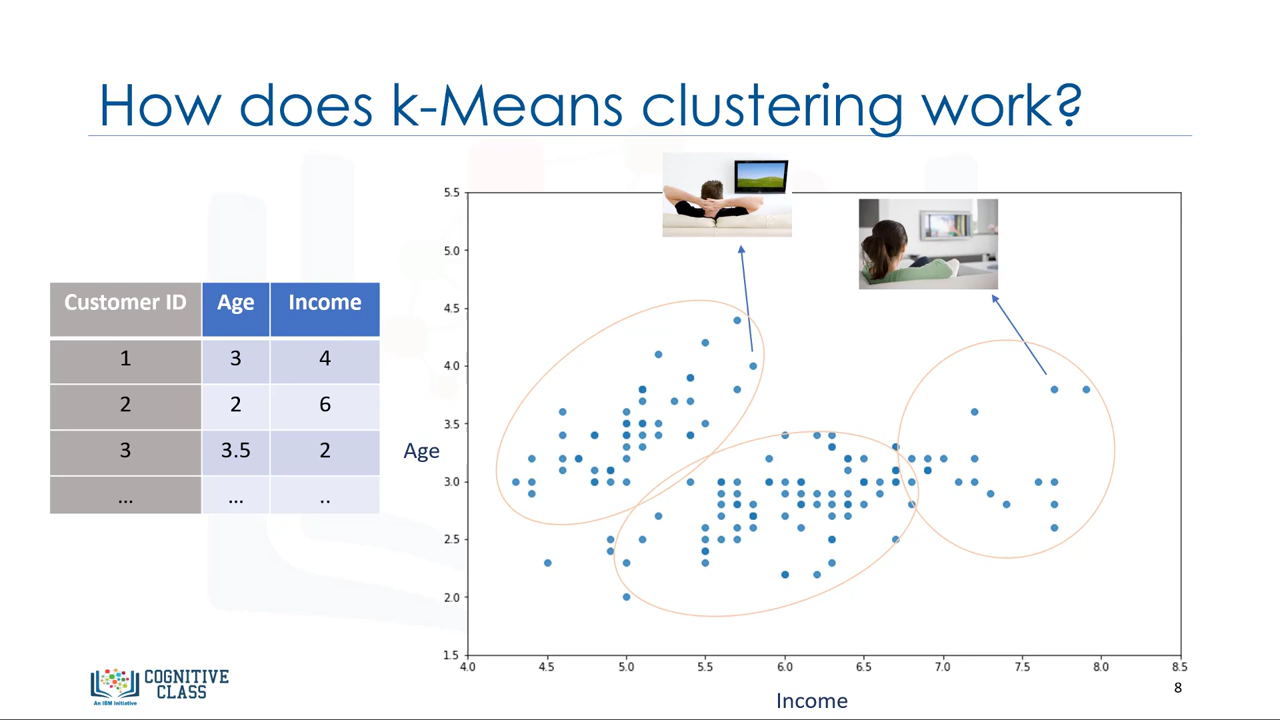 How does k-Means clustering work?
Customer ID Age Income
1 3 4
2 2 6
3 3.5 2
... ... ..
5.5
5.0
4.5
4.0
3.5
3.0
2.5
2.0
1.5
Age
4.0 4.5 5.0 5.5 6.0 6.5 7.0 7.5 8.0 8.5
Income
COGNITIVE
CLASS
An IBM Initiative
8